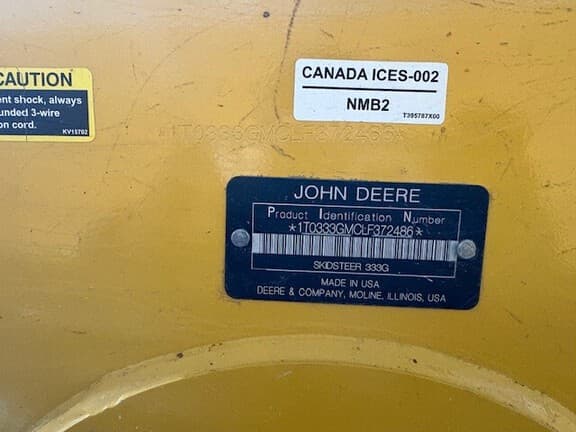 CAUTION
ent shock, always
unded 3-wire
on cord.
KV15702
CANADA ICES-002
NMB2
T395787X00
1T0333GMCLF372486*
JOHN DEERE
Product Identification Number
*1T0333GMCLF372486*
SKIDSTEER 333G
MADE IN USA
DEERE & COMPANY, MOLINE, ILLINOIS, USA